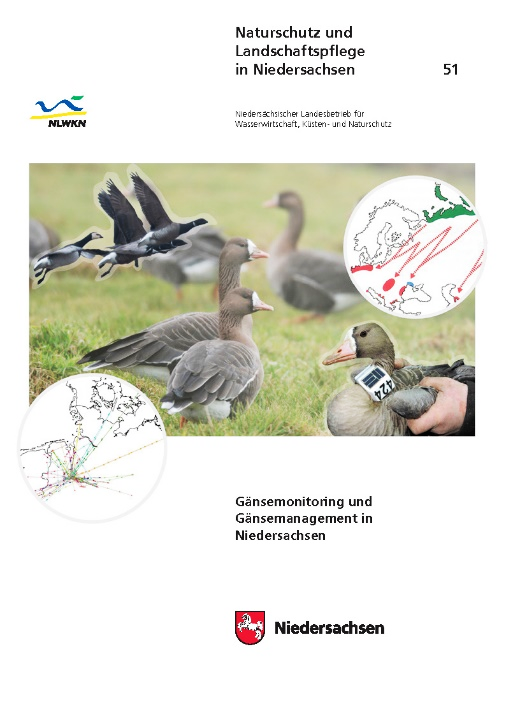 Naturschutz und
Landschaftspflege
in Niedersachsen 51
NLWKN
Niedersächsischer Landesbetrieb für
Wasserwirtschaft, Küsten- und Naturschutz
424
Gänsemonitoring und
Gänsemanagement in
Niedersachsen
Niedersachsen